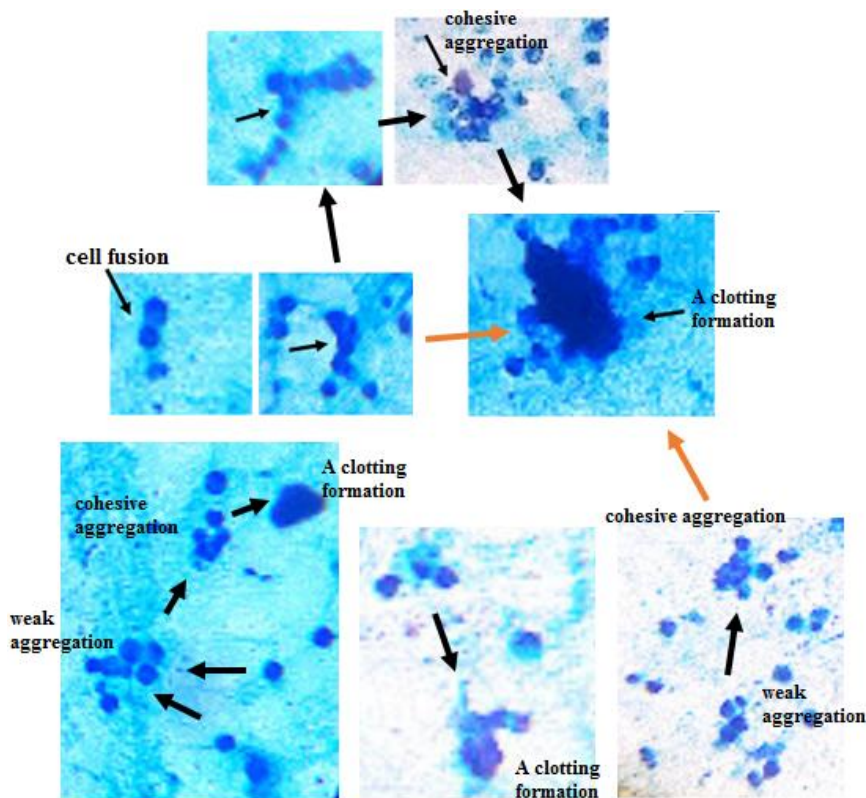 cohesive
aggregation
cell fusion
A clotting
formation
A clotting
formation
cohesive
aggregation
cohesive aggregation
weak
aggregation
weak
aggregation
A clotting
formation